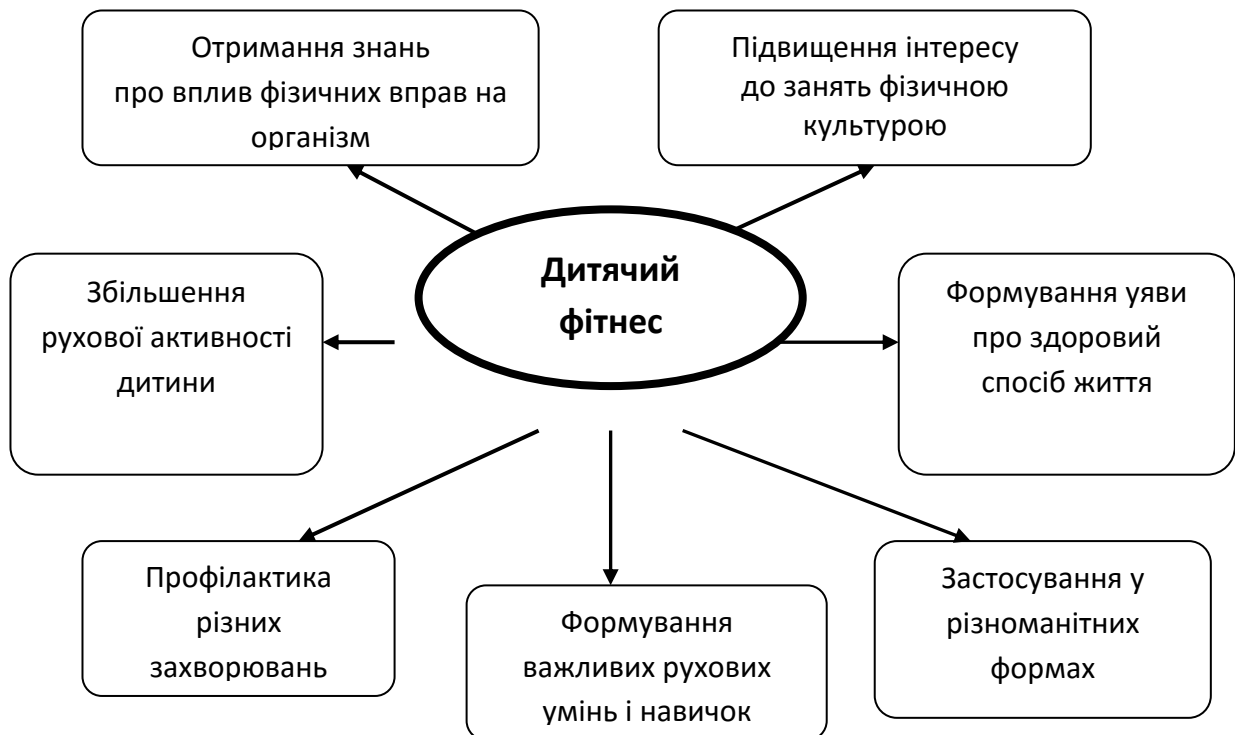 Отримання знань
про вплив фізичних вправ на
організм
Підвищення інтересу
до занять фізичною
культурою
Дитячий
фітнес
Збільшення
рухової активності
дитини
Формування уяви
про здоровий
спосіб життя
Профілактика
різних
захворювань
Формування
важливих рухових
умінь і навичок
Застосування у
різноманітних
формах